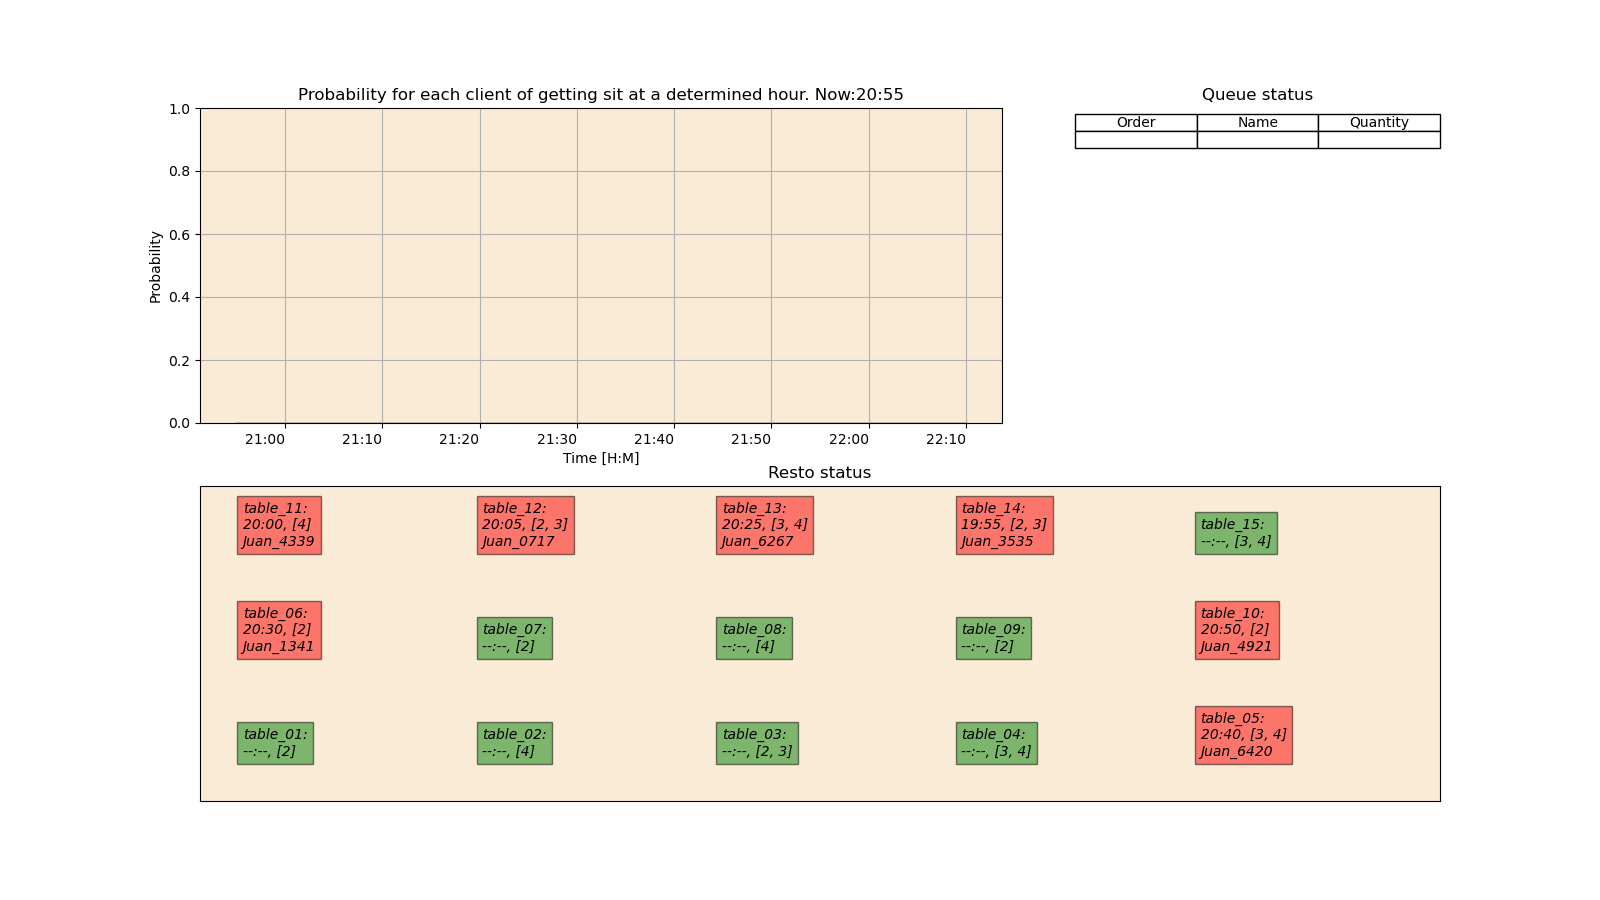 Probability for each client of getting sit at a determined hour. Now:20:55
1.0
0.8
0.6
0.4
0.2
0.0
Probability
21:00 21:10 21:20 21:30 21:40 21:50 22:00 22:10
Time [H:M]
Queue status
Order Name Quantity
Resto status
table_11:
20:00, [4]
Juan_4339
table_12:
20:05, [2, 3]
Juan_0717
table_13:
20:25, [3, 4]
Juan_6267
table_14:
19:55, [2, 3]
Juan_3535
table_15:
--:--, [3, 4]
table_06:
20:30, [2]
Juan_1341
table_07:
--:--, [2]
table_08:
--:--, [4]
table_09:
--:--, [2]
table_10:
20:50, [2]
Juan_4921
table_01:
--:--, [2]
table_02:
--:--, [4]
table_03:
--:--, [2, 3]
table_04:
--:--, [3, 4]
table_05:
20:40, [3, 4]
Juan_6420